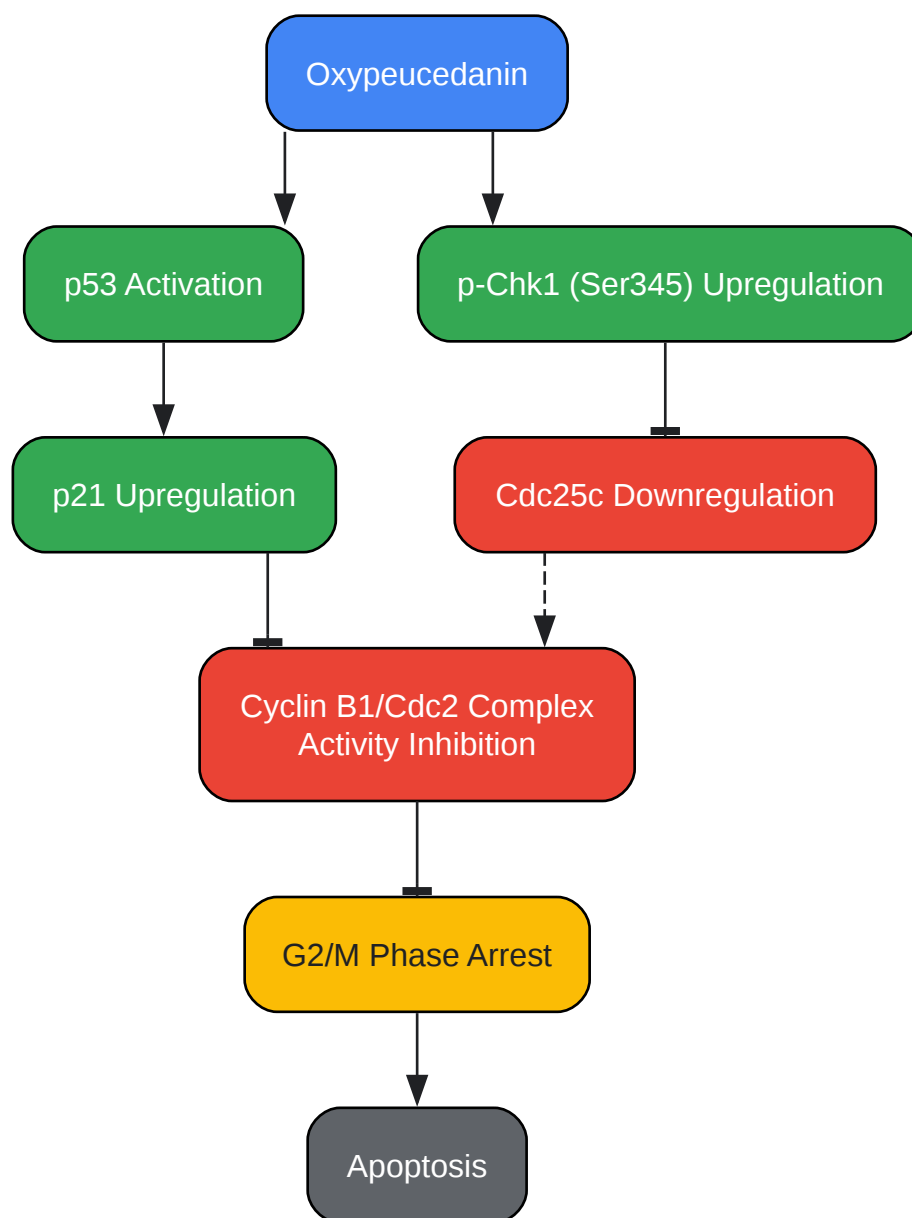 Oxypeucedanin
p53 Activation
p-Chk1 (Ser345) Upregulation
p21 Upregulation
Cdc25c Downregulation
Cyclin B1/Cdc2 Complex
Activity Inhibition
G2/M Phase Arrest
Apoptosis